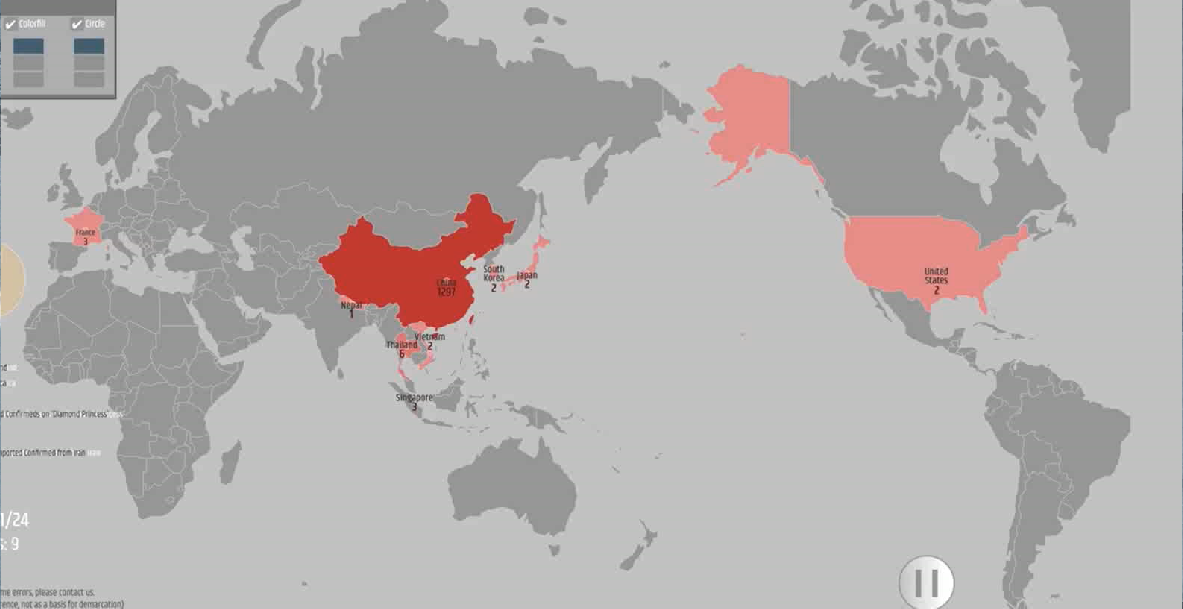 Colorfill Circle
France
3
China
1297
South
Korea
2
Japan
2
United
States
2
Nepal
1
Vietnam
2
Thailand
6
Singapore
3
d Confirmeds on 'Diamond Princess'
ported Confirmed from Iran
1/24
s: 9
me errors, please contact us.
ence, not as a basis for demarcation)